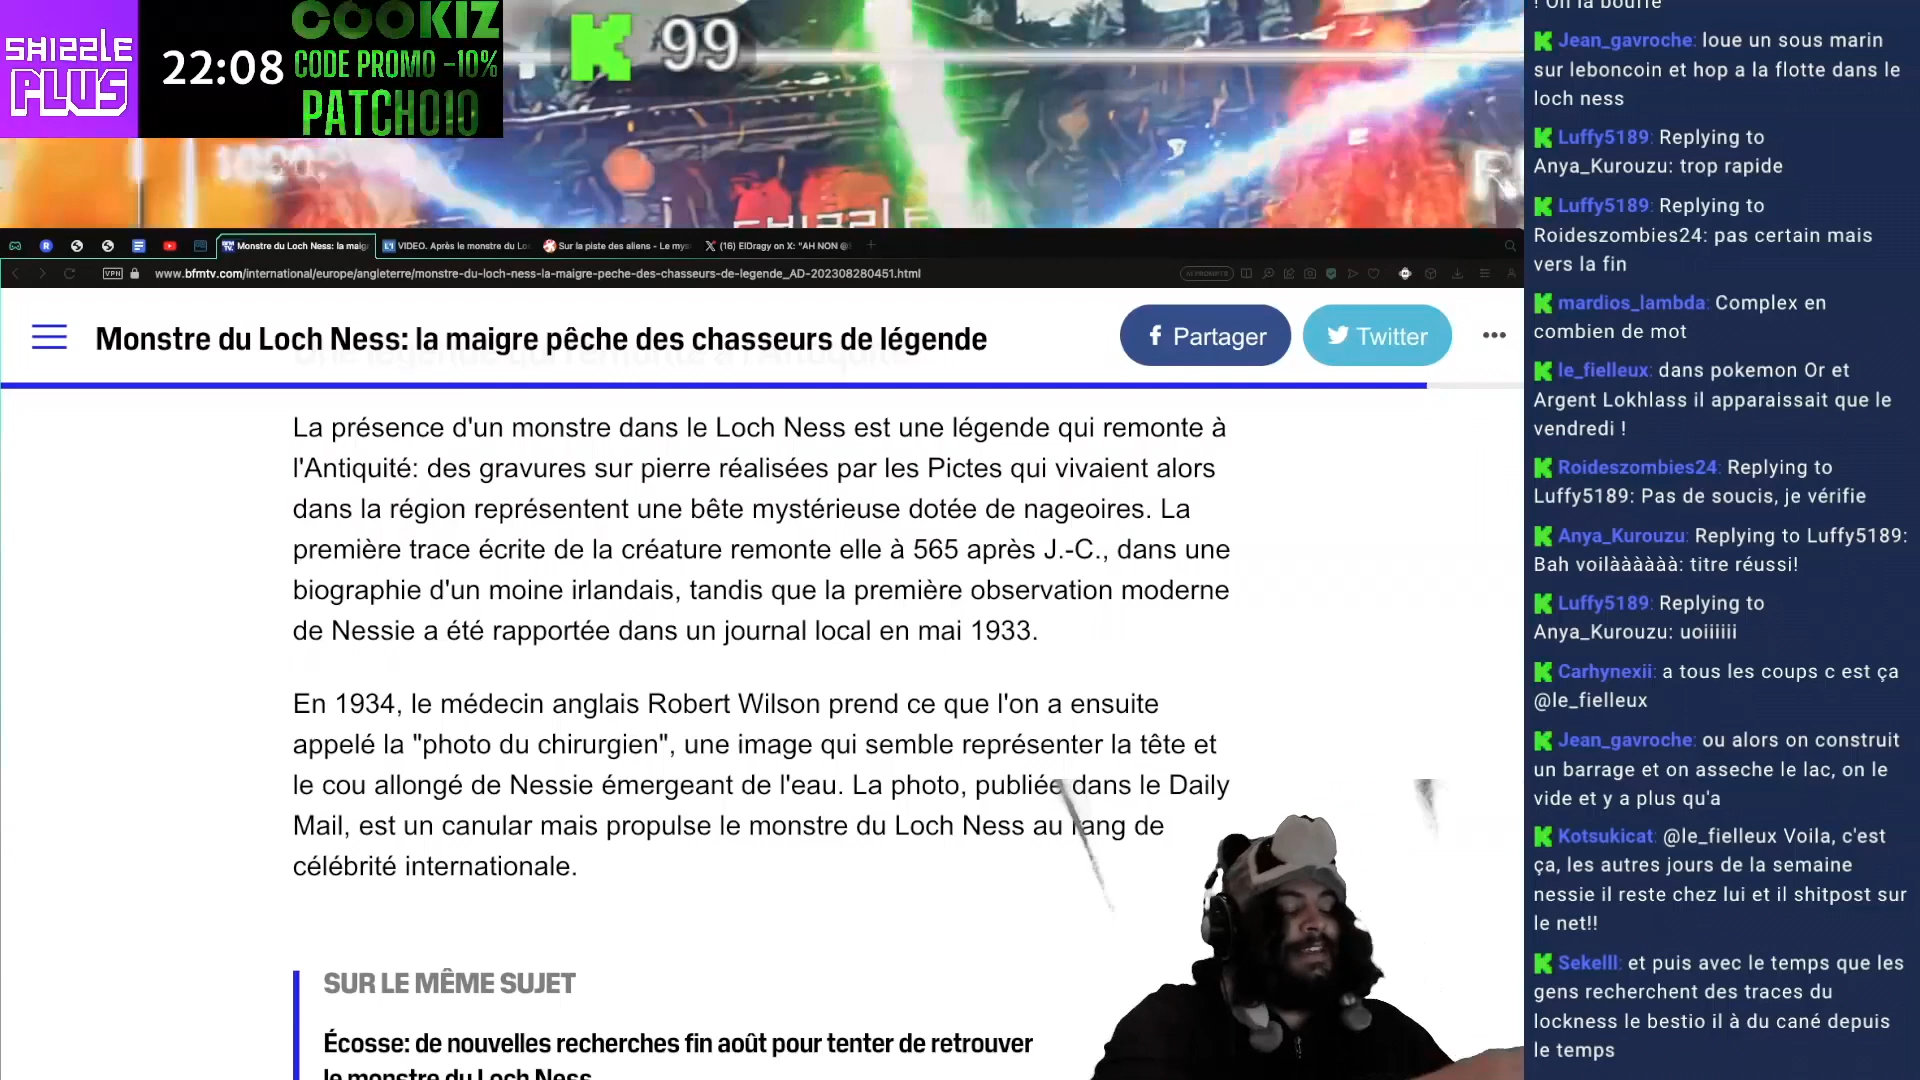 SHIZZLE
PLUS
22:08
COOKIZ
CODE PROMO -10%
PATCHO10
K 99
SHIZZLE
Monstre du Loch Ness: la maig
VIDEO. Après le monstre du Lo
Sur la piste des aliens - Le mys
(16) ElDragy on X: "AH NON @
VPN
www.bfmtv.com/international/europe/angleterre/monstre-du-loch-ness-la-maigre-peche-des-chasseurs-de-legende_AD-202308280451.html
Monstre du Loch Ness: la maigre pêche des chasseurs de légende
Partager
Twitter
Une légende qui remonte à l'Antiquité
La présence d'un monstre dans le Loch Ness est une légende qui remonte à
l'Antiquité: des gravures sur pierre réalisées par les Pictes qui vivaient alors
dans la région représentent une bête mystérieuse dotée de nageoires. La
première trace écrite de la créature remonte elle à 565 après J.-C., dans une
biographie d'un moine irlandais, tandis que la première observation moderne
de Nessie a été rapportée dans un journal local en mai 1933.
En 1934, le médecin anglais Robert Wilson prend ce que l'on a ensuite
appelé la "photo du chirurgien", une image qui semble représenter la tête et
le cou allongé de Nessie émergeant de l'eau. La photo, publiée dans le Daily
Mail, est un canular mais propulse le monstre du Loch Ness au rang de
célébrité internationale.
SUR LE MÊME SUJET
Écosse: de nouvelles recherches fin août pour tenter de retrouver
le monstre du Loch Ness
! On la bouffe
Jean_gavroche: loue un sous marin
sur leboncoin et hop a la flotte dans le
loch ness
Luffy5189: Replying to
Anya_Kurouzu: trop rapide
Luffy5189: Replying to
Roideszombies24: pas certain mais
vers la fin
mardios_lambda: Complex en
combien de mot
le_fielleux: dans pokemon Or et
Argent Lokhlass il apparaissait que le
vendredi !
Roideszombies24: Replying to
Luffy5189: Pas de soucis, je vérifie
Anya_Kurouzu: Replying to Luffy5189:
Bah voilàààààà: titre réussi!
Luffy5189: Replying to
Anya_Kurouzu: uoiiiiii
Carhynexii: a tous les coups c est ça
@le_fielleux
Jean_gavroche: ou alors on construit
un barrage et on asseche le lac, on le
vide et y a plus qu'a
Kotsukicat: @le_fielleux Voila, c'est
ça, les autres jours de la semaine
nessie il reste chez lui et il shitpost sur
le net!!
Sekelll: et puis avec le temps que les
gens recherchent des traces du
lockness le bestio il à du cané depuis
le temps